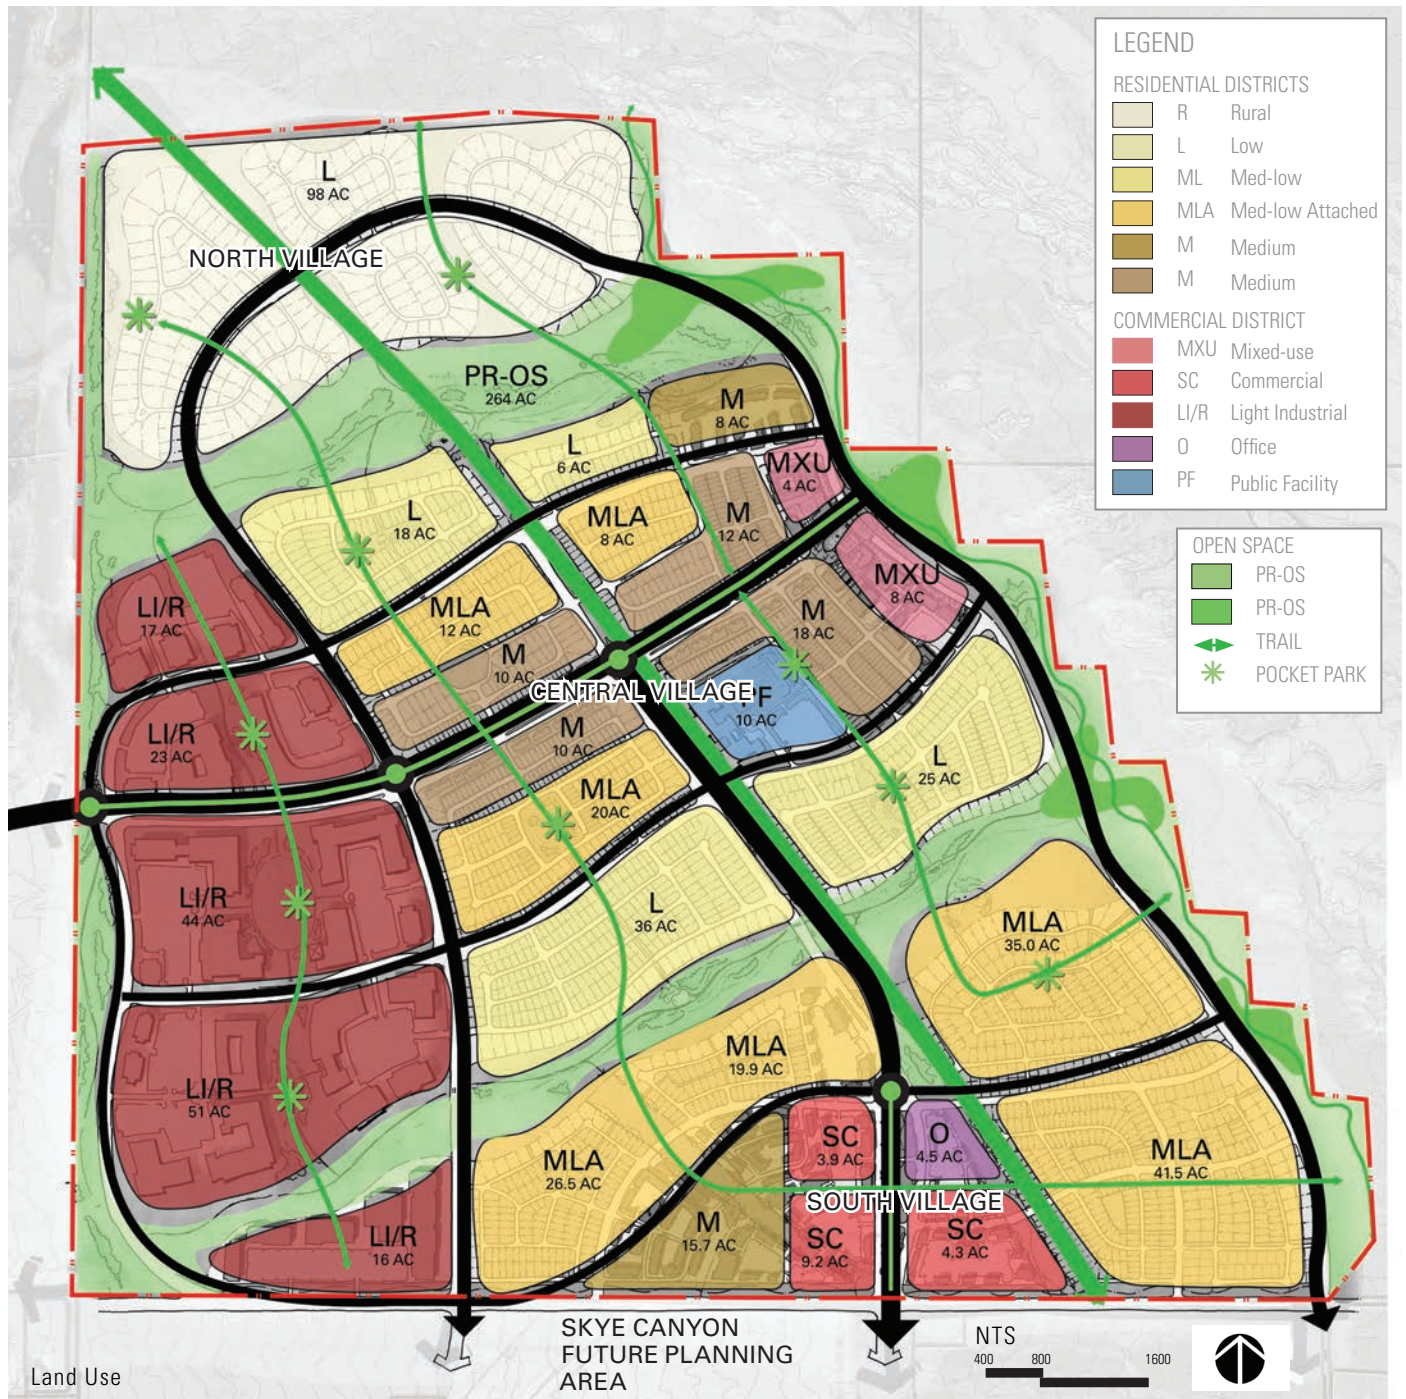 LEGEND
RESIDENTIAL DISTRICTS
R Rural
L Low
ML Med-low
MLA Med-low Attached
M Medium
M Medium
COMMERCIAL DISTRICT
MXU Mixed-use
SC Commercial
LI/R Light Industrial
O Office
PF Public Facility
OPEN SPACE
PR-OS
PR-OS
TRAIL
POCKET PARK
L
98 AC
NORTH VILLAGE
PR-OS
264 AC
M
8 AC
L
6 AC
MXU
4 AC
L
18 AC
MLA
8 AC
M
12 AC
MXU
8 AC
LI/R
17 AC
MLA
12 AC
M
18 AC
M
10 AC
CENTRAL VILLAGE
PF
10 AC
LI/R
23 AC
M
10 AC
L
25 AC
MLA
20AC
LI/R
44 AC
L
36 AC
MLA
35.0 AC
MLA
19.9 AC
LI/R
51 AC
SC
3.9 AC
O
4.5 AC
MLA
41.5 AC
MLA
26.5 AC
SOUTH VILLAGE
M
15.7 AC
SC
9.2 AC
SC
4.3 AC
LI/R
16 AC
SKYE CANYON
FUTURE PLANNING
AREA
NTS
400 800 1600
Land Use